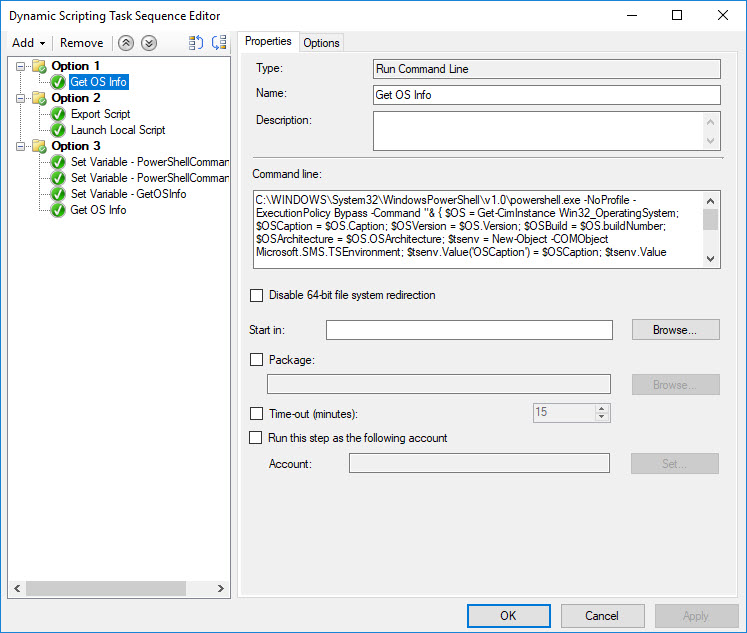 Dynamic Scripting Task Sequence Editor
Add Remove
Properties Options
Option 1
Get OS Info
Option 2
Export Script
Launch Local Script
Option 3
Set Variable - PowerShellComman
Set Variable - PowerShellComman
Set Variable - GetOSInfo
Get OS Info
Type: Run Command Line
Name: Get OS Info
Description:
Command line:
C:\WINDOWS\System32\WindowsPowerShell\v1.0\powershell.exe -NoProfile -
ExecutionPolicy Bypass -Command "& { $OS = Get-CimInstance Win32_OperatingSystem;
$OSCaption = $OS.Caption; $OSVersion = $OS.Version; $OSBuild = $OS.buildNumber;
$OSArchitecture = $OS.OSArchitecture; $tsenv = New-Object -COMObject
Microsoft.SMS.TSEnvironment; $tsenv.Value('OSCaption') = $OSCaption; $tsenv.Value
Disable 64-bit file system redirection
Start in: Browse...
Package:
Browse...
Time-out (minutes): 15
Run this step as the following account
Account: Set...
OK Cancel Apply